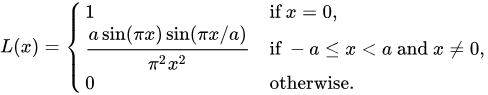 1 if x = 0,
L(x) = { a sin(πx) sin(πx/a) / π²x² if − a ≤ x < a and x ≠ 0,
0 otherwise.